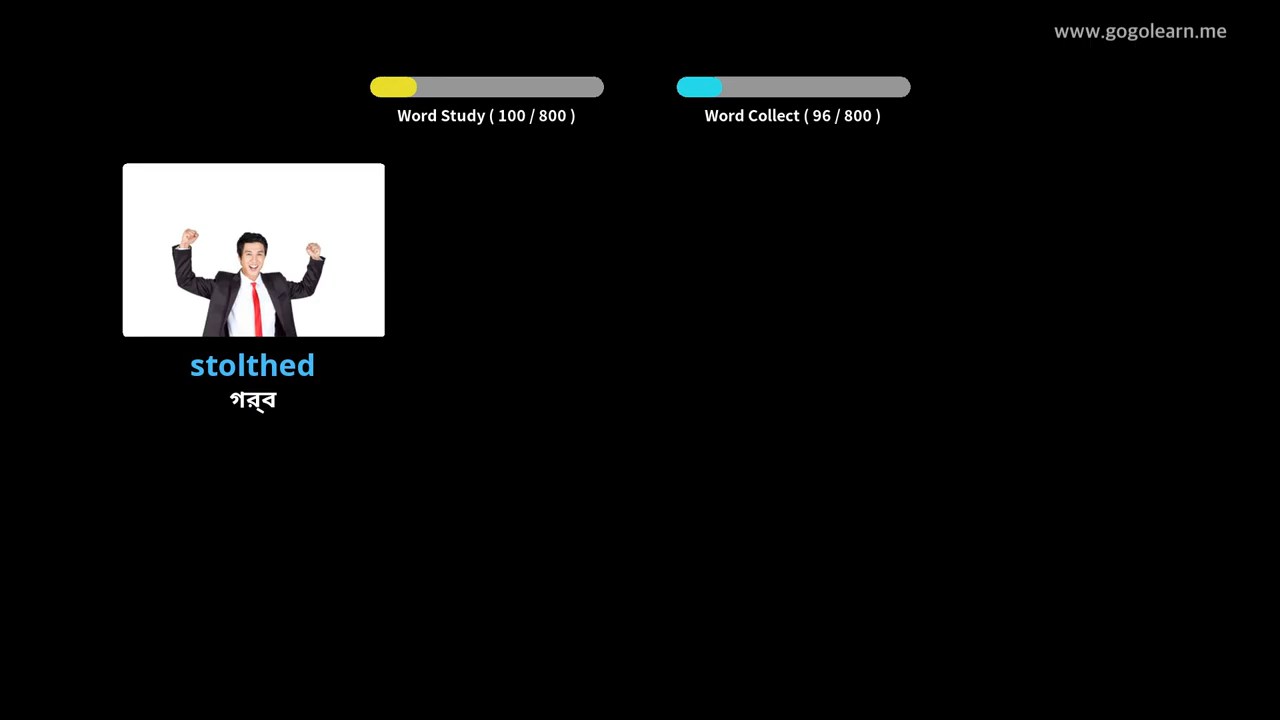 www.gogolearn.me
Word Study ( 100 / 800 )
Word Collect ( 96 / 800 )
stolthed
গর্ব